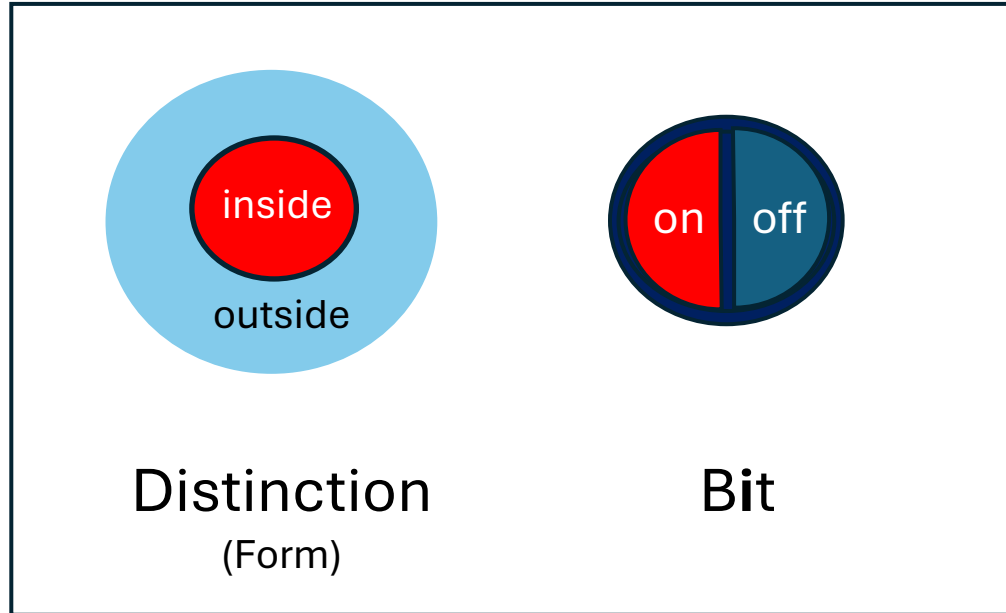 inside
outside
on off
Distinction
(Form)
Bit